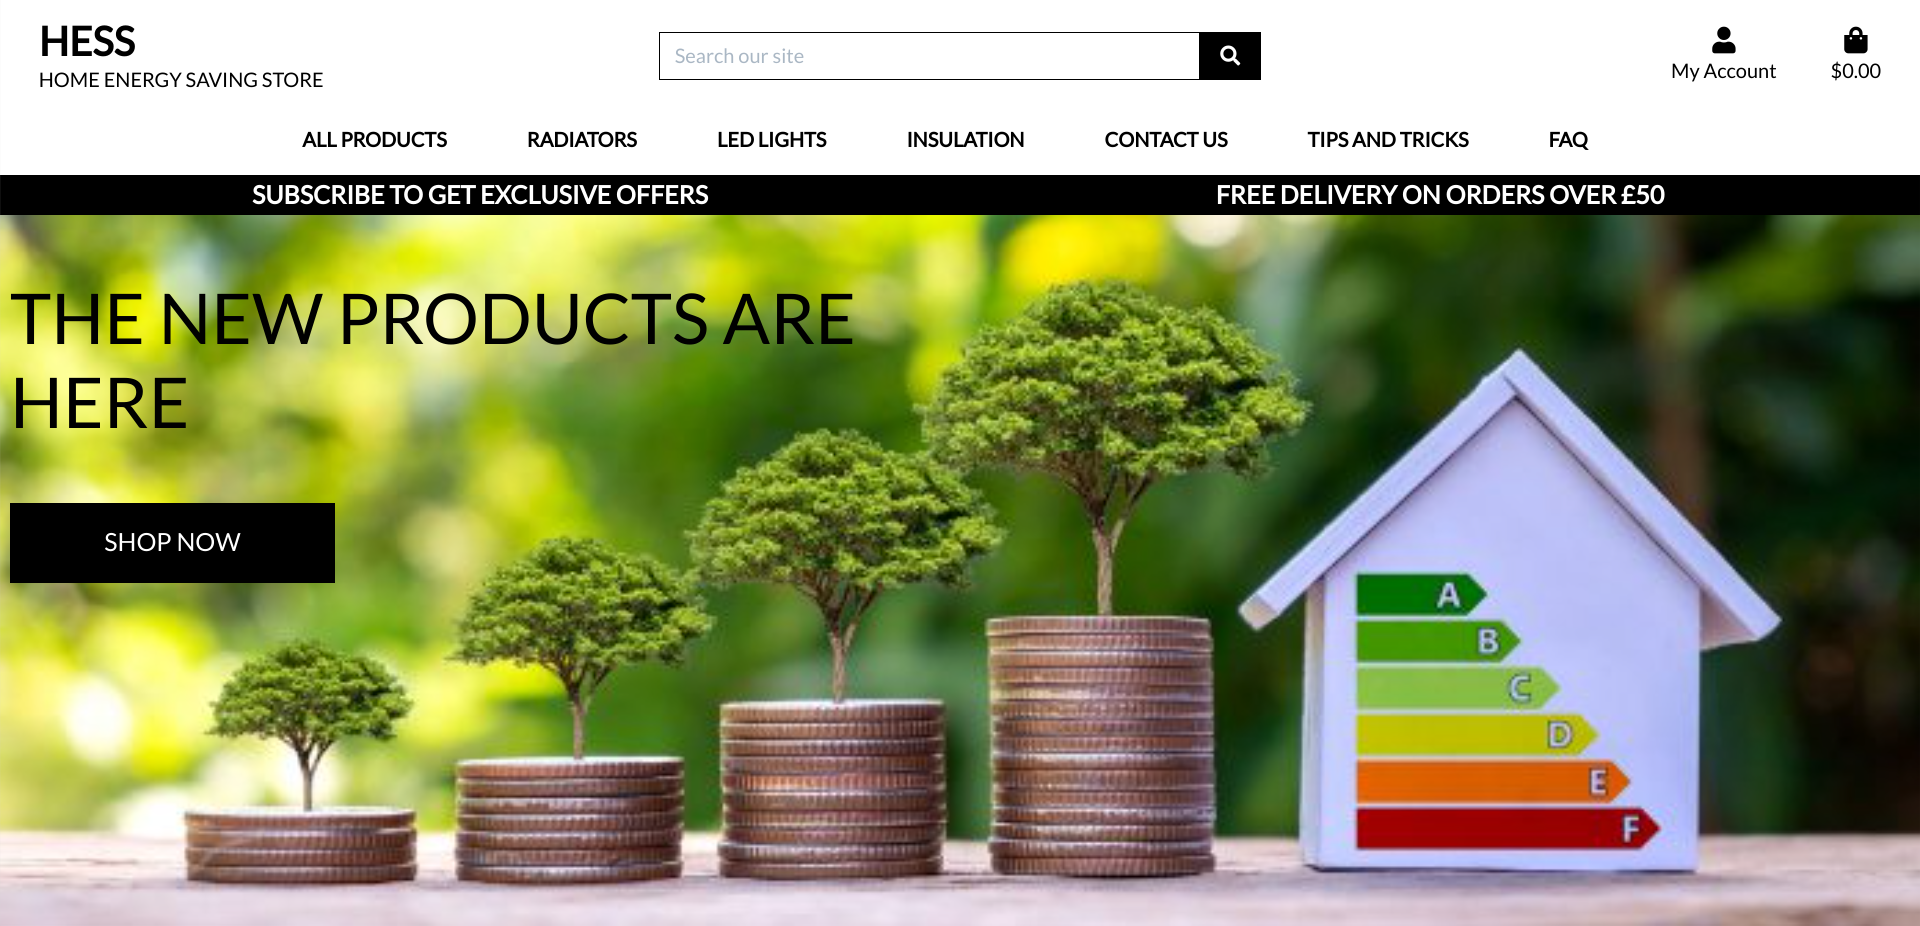 HESS
HOME ENERGY SAVING STORE
Search our site
My Account
$0.00
ALL PRODUCTS RADIATORS LED LIGHTS INSULATION CONTACT US TIPS AND TRICKS FAQ
SUBSCRIBE TO GET EXCLUSIVE OFFERS
FREE DELIVERY ON ORDERS OVER £50
THE NEW PRODUCTS ARE
HERE
SHOP NOW
A
B
C
D
E
F